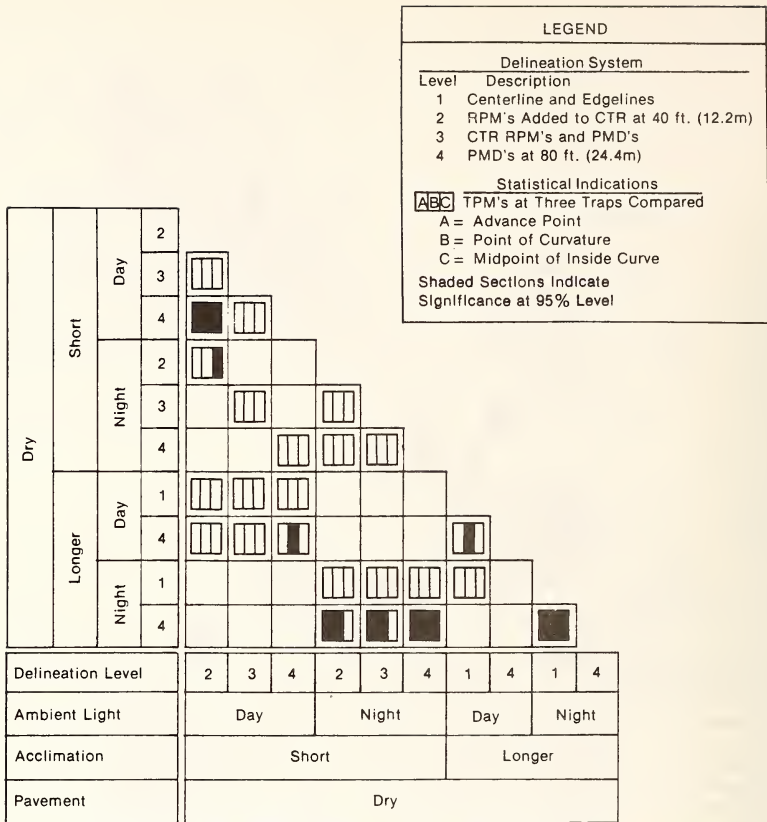 LEGEND
Delineation System
Level Description
1 Centerline and Edgelines
2 RPM's Added to CTR at 40 ft. (12.2m)
3 CTR RPM's and PMD's
4 PMD's at 80 ft. (24.4m)
Statistical Indications
ABC TPM's at Three Traps Compared
A = Advance Point
B = Point of Curvature
C = Midpoint of Inside Curve
Shaded Sections Indicate
Significance at 95% Level
Dry
Short
Day
2
3
4
Night
2
3
4
Longer
Day
1
4
Night
1
4
Delineation Level 2 3 4 2 3 4 1 4 1 4
Ambient Light Day Night Day Night
Acclimation Short Longer
Pavement Dry